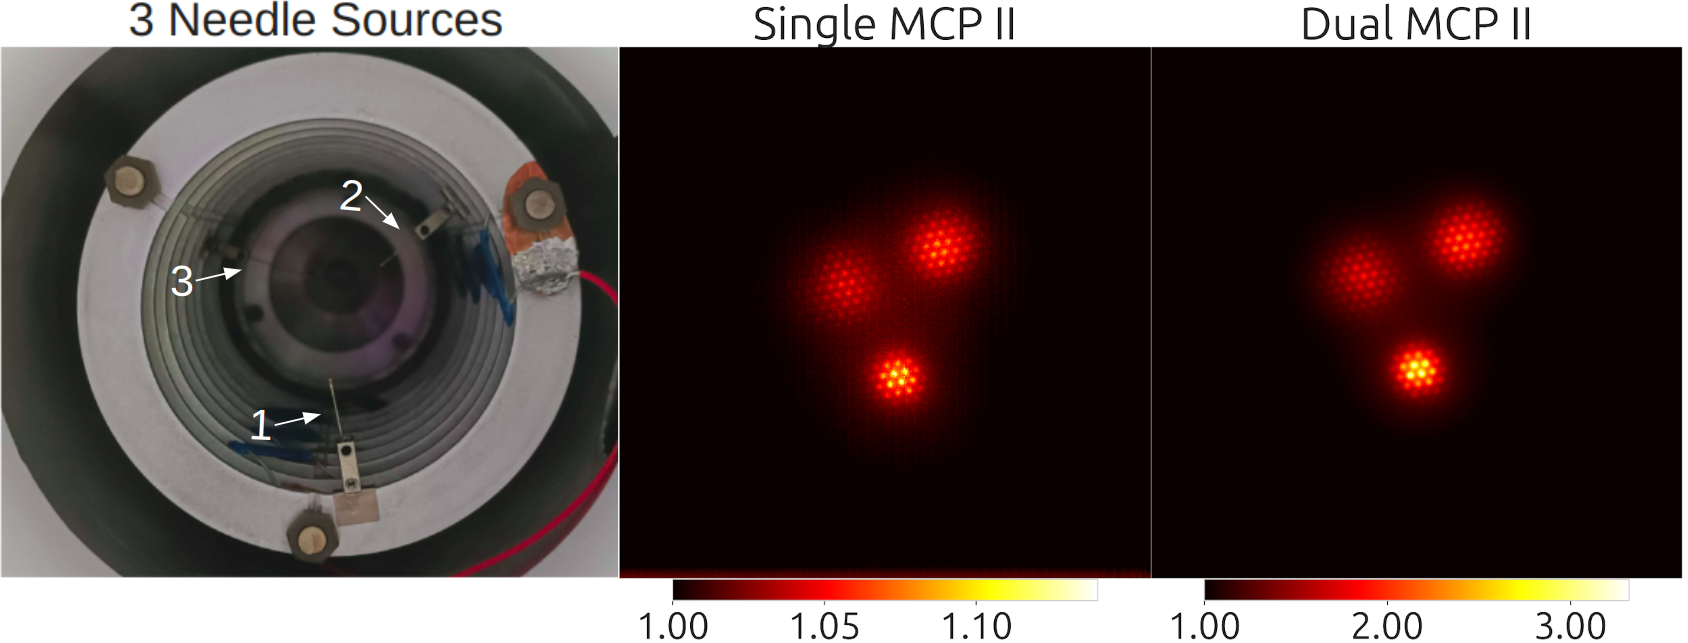 3 Needle Sources
Single MCP II
Dual MCP II
2
3
1
1.00 1.05 1.10
1.00 2.00 3.00